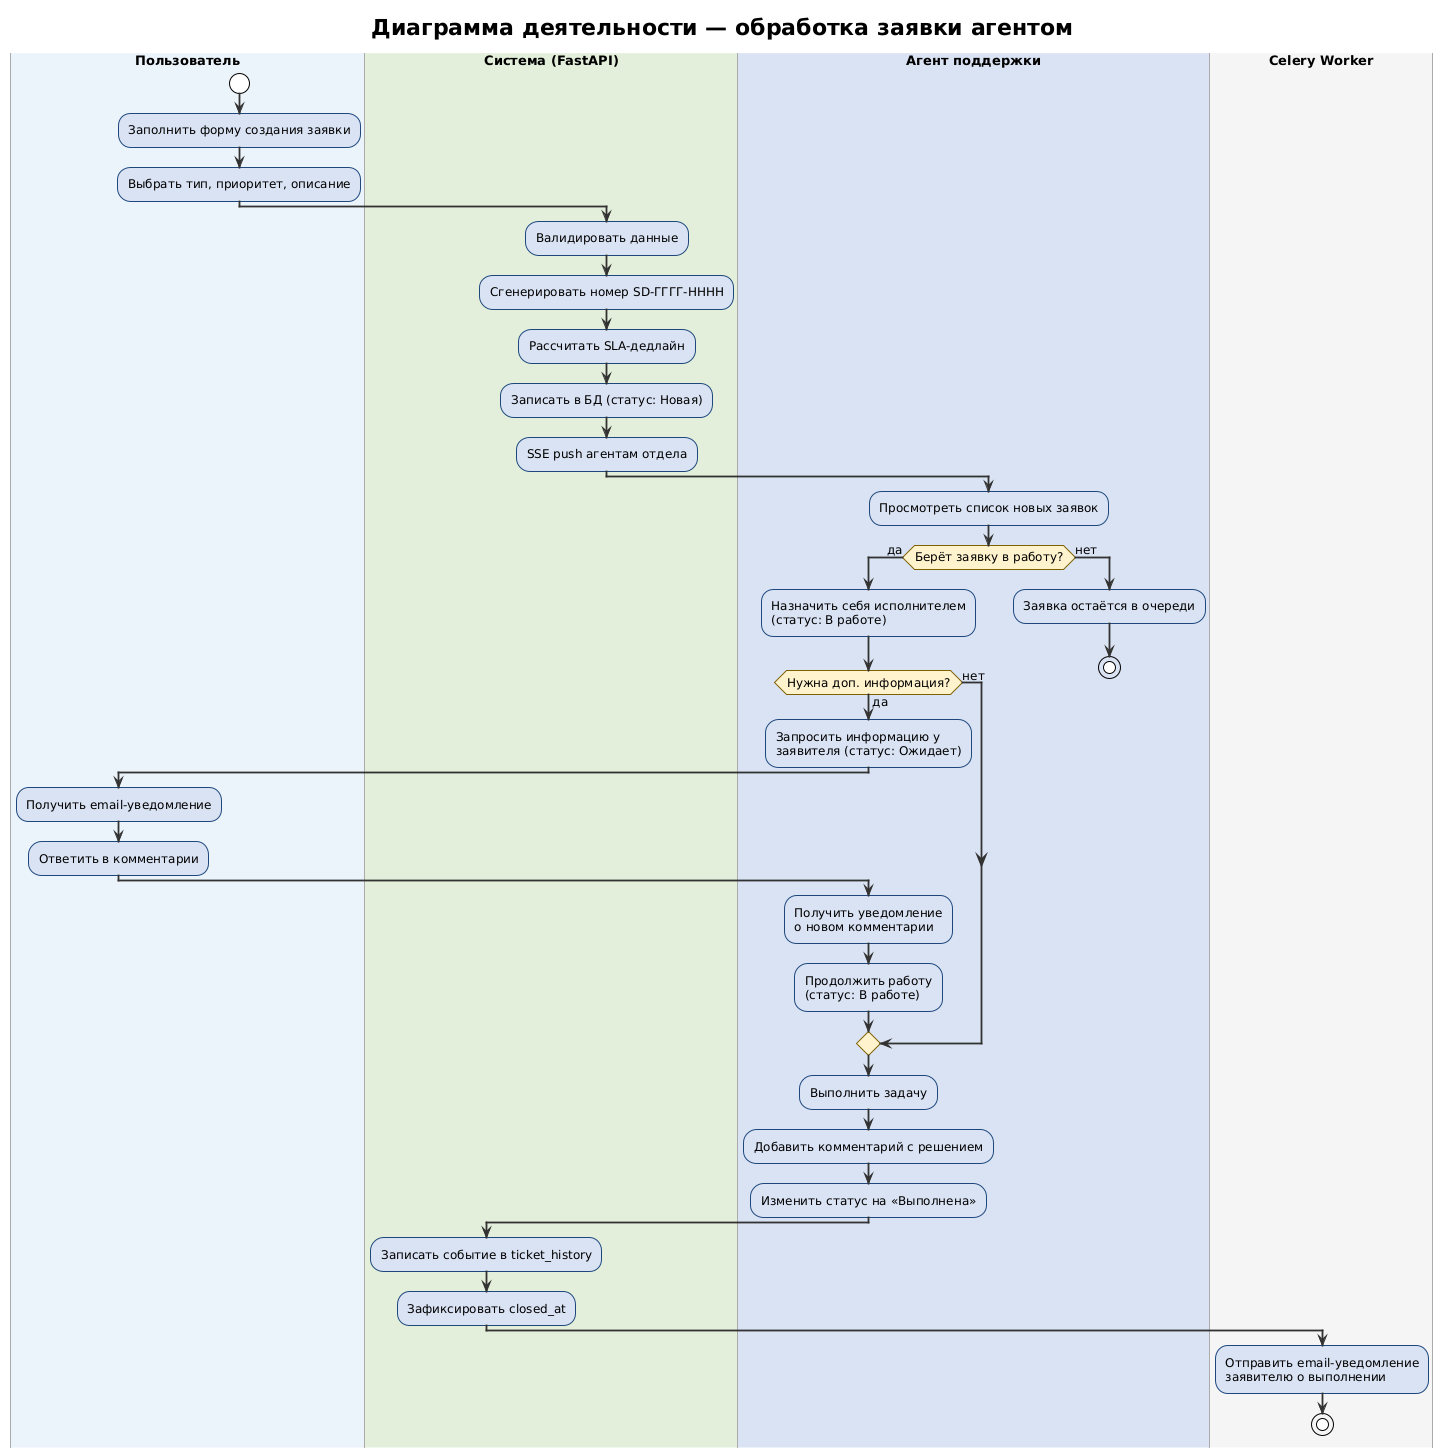 Диаграмма деятельности — обработка заявки агентом
Пользователь
Система (FastAPI)
Агент поддержки
Celery Worker
Заполнить форму создания заявки
Выбрать тип, приоритет, описание
Валидировать данные
Сгенерировать номер SD-ГГГГ-НННН
Рассчитать SLA-дедлайн
Записать в БД (статус: Новая)
SSE push агентам отдела
Просмотреть список новых заявок
да
Берёт заявку в работу?
нет
Назначить себя исполнителем
(статус: В работе)
Заявка остаётся в очереди
Нужна доп. информация?
нет
да
Запросить информацию у
заявителя (статус: Ожидает)
Получить email-уведомление
Ответить в комментарии
Получить уведомление
о новом комментарии
Продолжить работу
(статус: В работе)
Выполнить задачу
Добавить комментарий с решением
Изменить статус на «Выполнена»
Записать событие в ticket_history
Зафиксировать closed_at
Отправить email-уведомление
заявителю о выполнении